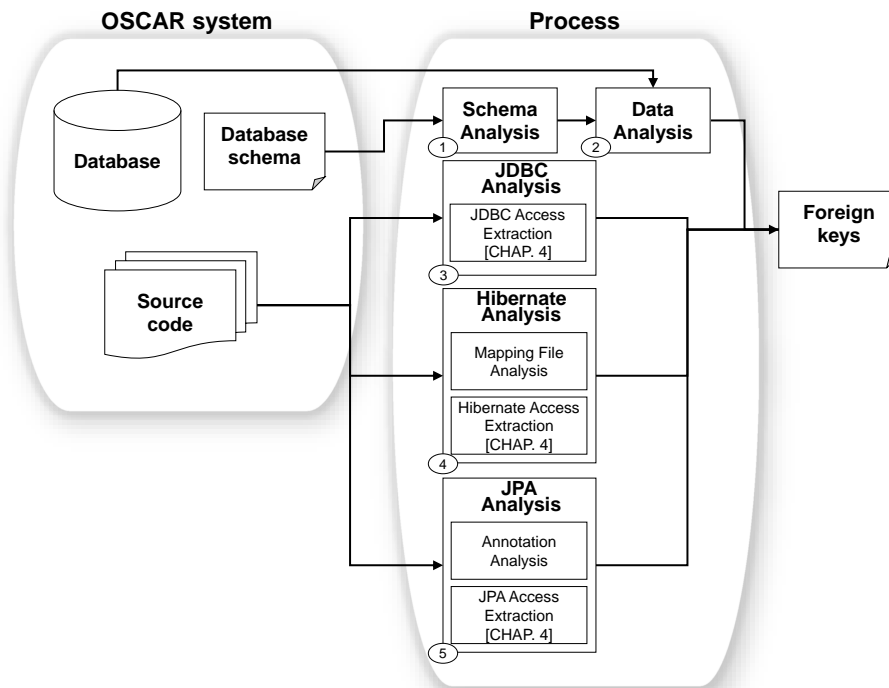 OSCAR system
Process
Database
Database
schema
Source
code
Schema
Analysis
1
Data
Analysis
2
JDBC
Analysis
JDBC Access
Extraction
[CHAP. 4]
3
Hibernate
Analysis
Mapping File
Analysis
Hibernate Access
Extraction
[CHAP. 4]
4
JPA
Analysis
Annotation
Analysis
JPA Access
Extraction
[CHAP. 4]
5
Foreign
keys